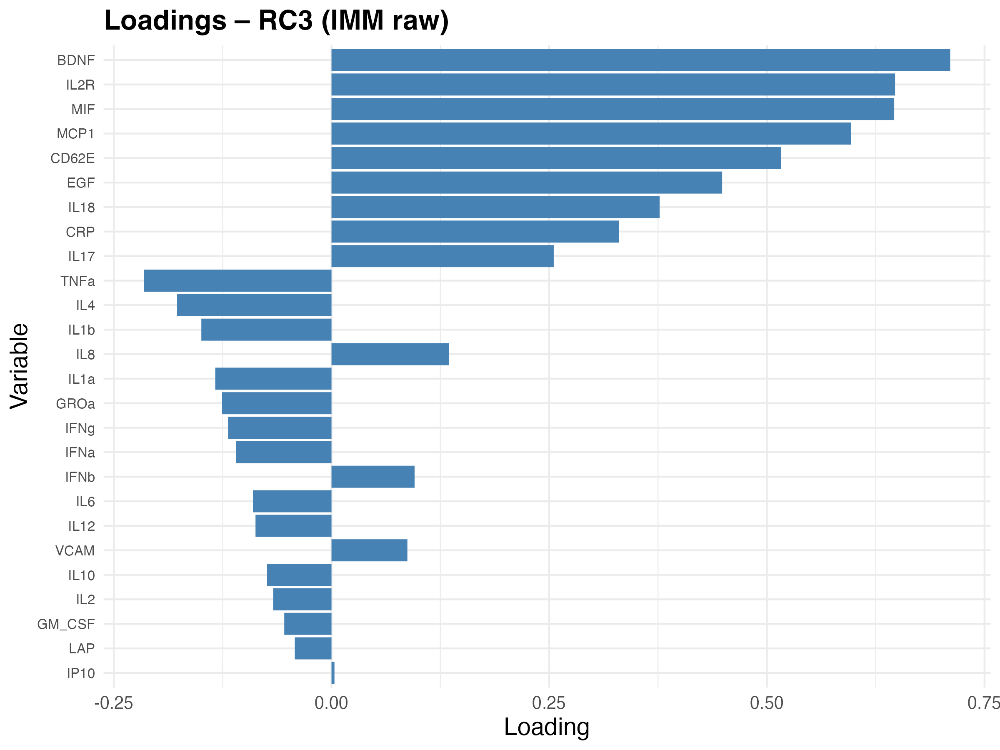 Loadings – RC3 (IMM raw)
BDNF
IL2R
MIF
MCP1
CD62E
EGF
IL18
CRP
IL17
TNFa
IL4
IL1b
IL8
IL1a
GROa
IFNg
IFNa
IFNb
IL6
IL12
VCAM
IL10
IL2
GM_CSF
LAP
IP10
Variable
-0.25 0.00 0.25 0.50 0.75
Loading